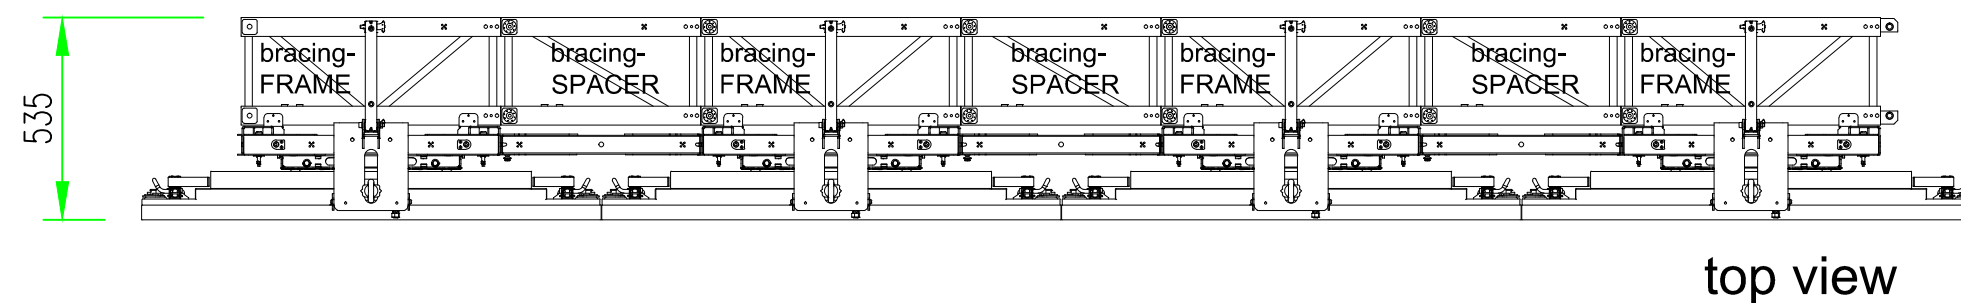 bracing-
FRAME
bracing-
SPACER
bracing-
FRAME
bracing-
SPACER
bracing-
FRAME
bracing-
SPACER
bracing-
FRAME
535
top view